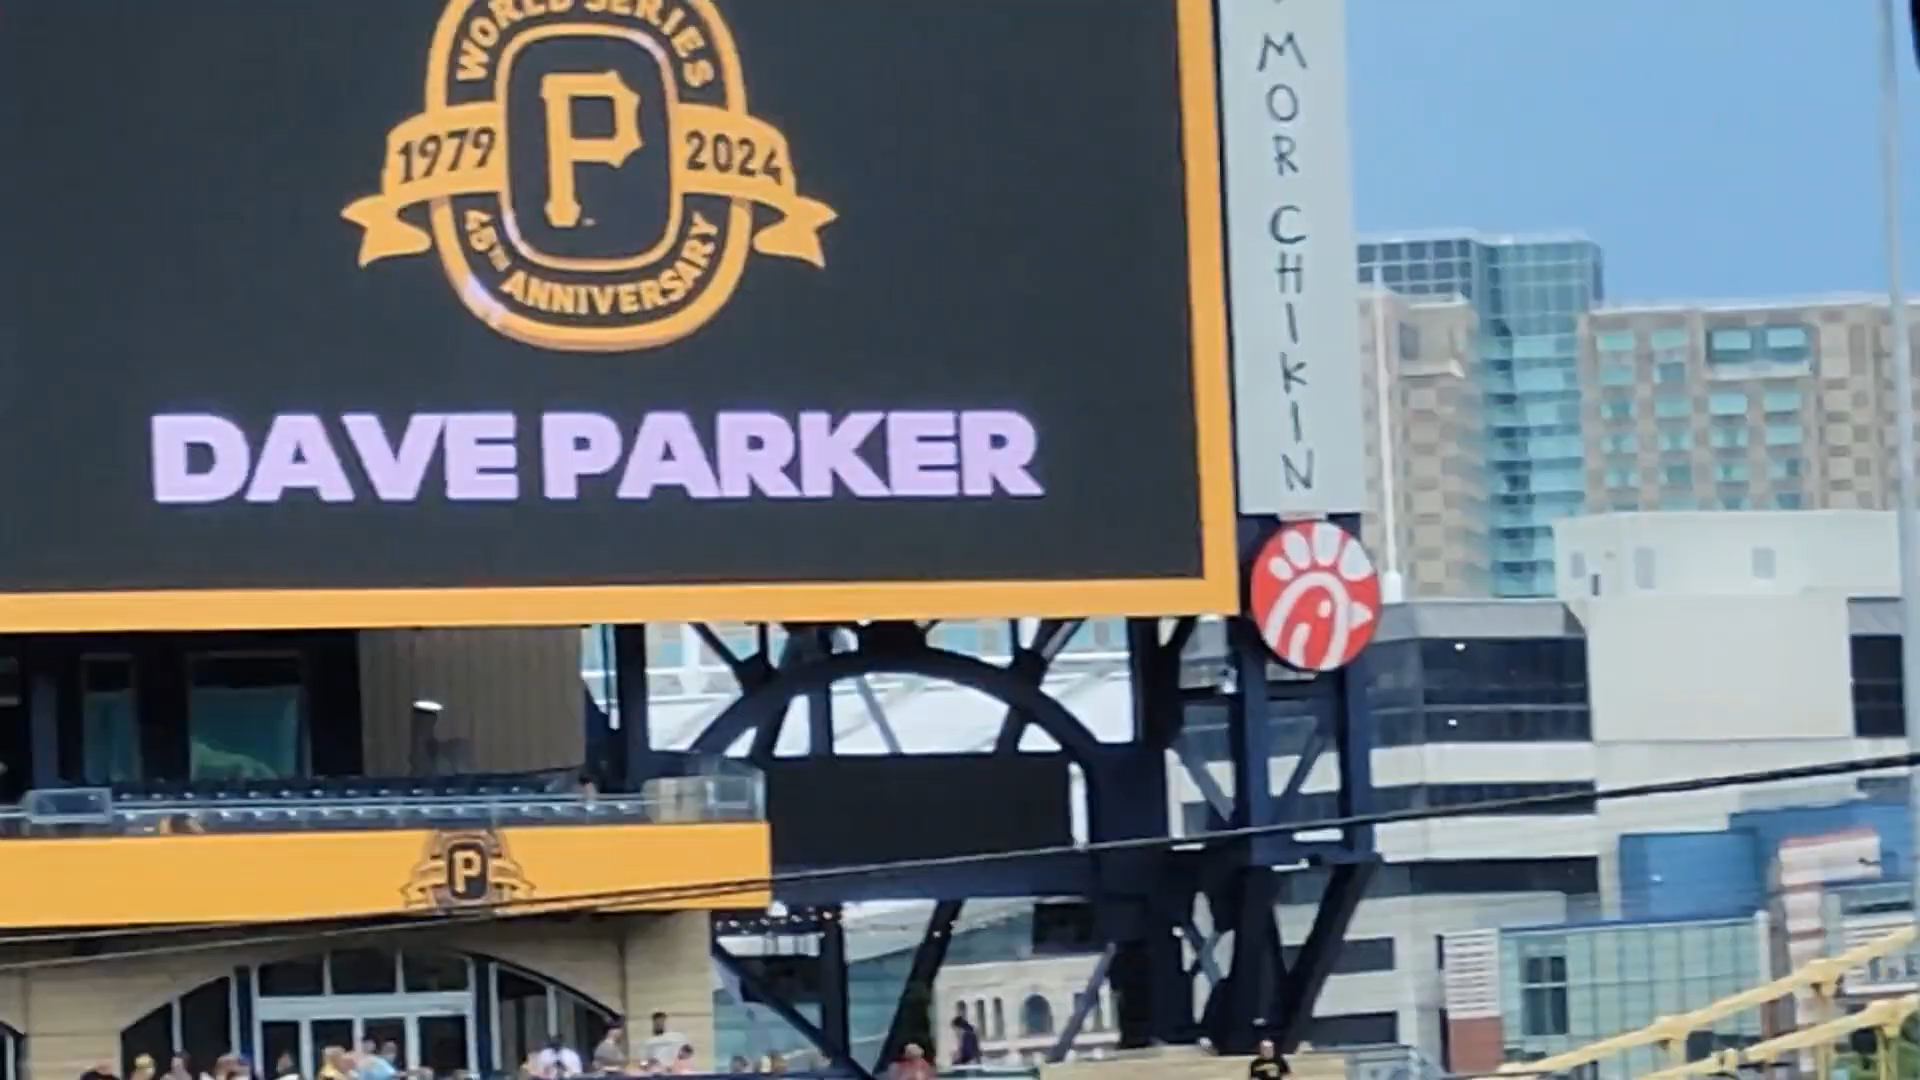 WORLD SERIES
P
1979 2024
45TH ANNIVERSARY
DAVE PARKER
MOR CHIKIN
P